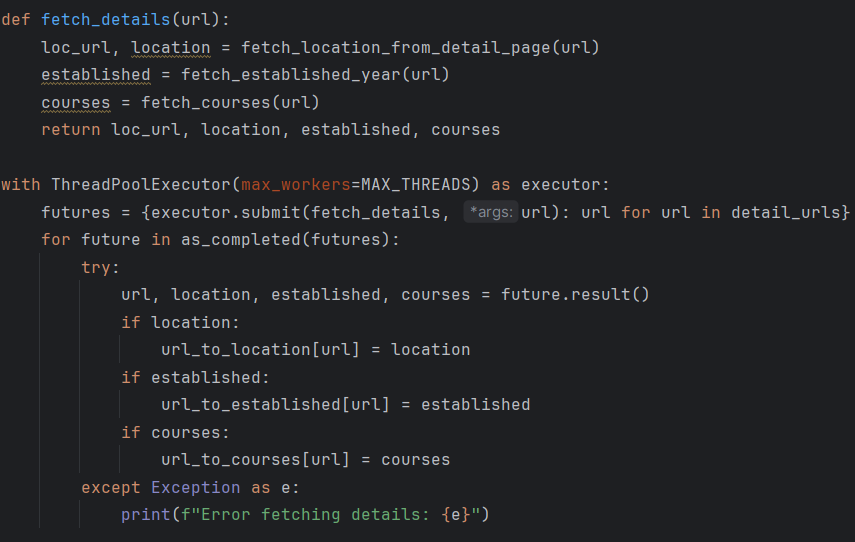 def fetch_details(url):
    loc_url, location = fetch_location_from_detail_page(url)
    established = fetch_established_year(url)
    courses = fetch_courses(url)
    return loc_url, location, established, courses

with ThreadPoolExecutor(max_workers=MAX_THREADS) as executor:
    futures = {executor.submit(fetch_details, *args: url): url for url in detail_urls}
    for future in as_completed(futures):
        try:
            url, location, established, courses = future.result()
            if location:
                url_to_location[url] = location
            if established:
                url_to_established[url] = established
            if courses:
                url_to_courses[url] = courses
        except Exception as e:
            print(f"Error fetching details: {e}")